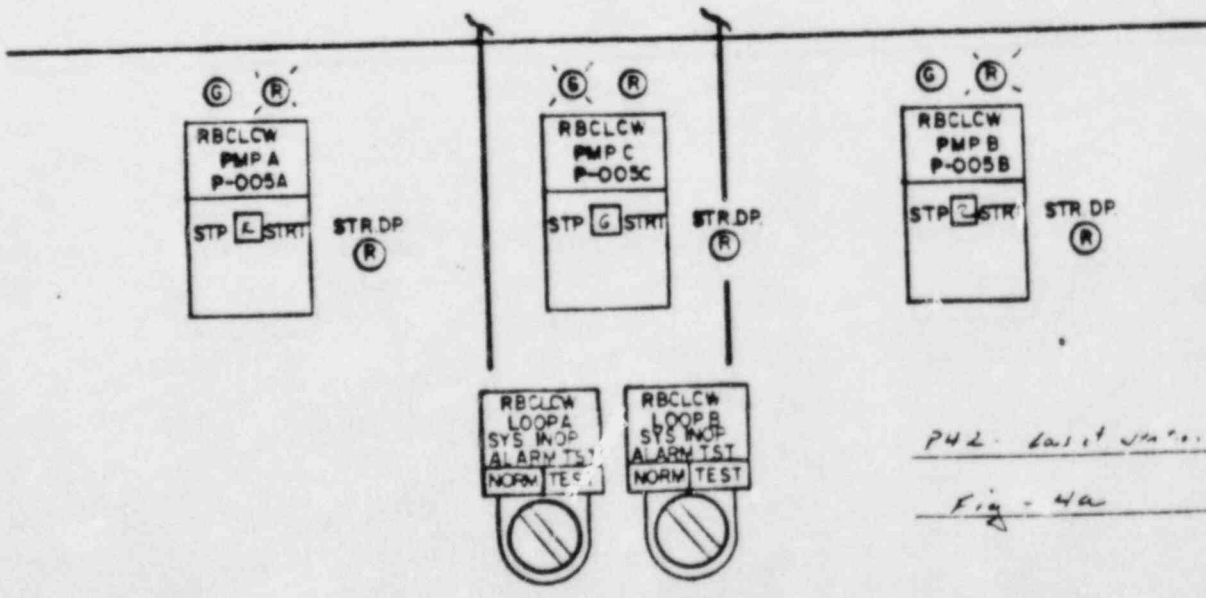 G R
RBCLCW
PMP A
P-005A
STP STRT
STR.DP.
R
G R
RBCLCW
PMP C
P-005C
STP G STRT
STR.DP.
R
G R
RBCLCW
PMP B
P-005B
STP STRT
STR.DP.
R
RBCLCW
LOOP A
SYS INOP
ALARM TST
NORM TEST
RBCLCW
LOOP B
SYS INOP
ALARM TST
NORM TEST
P42 -
Fig - 4a